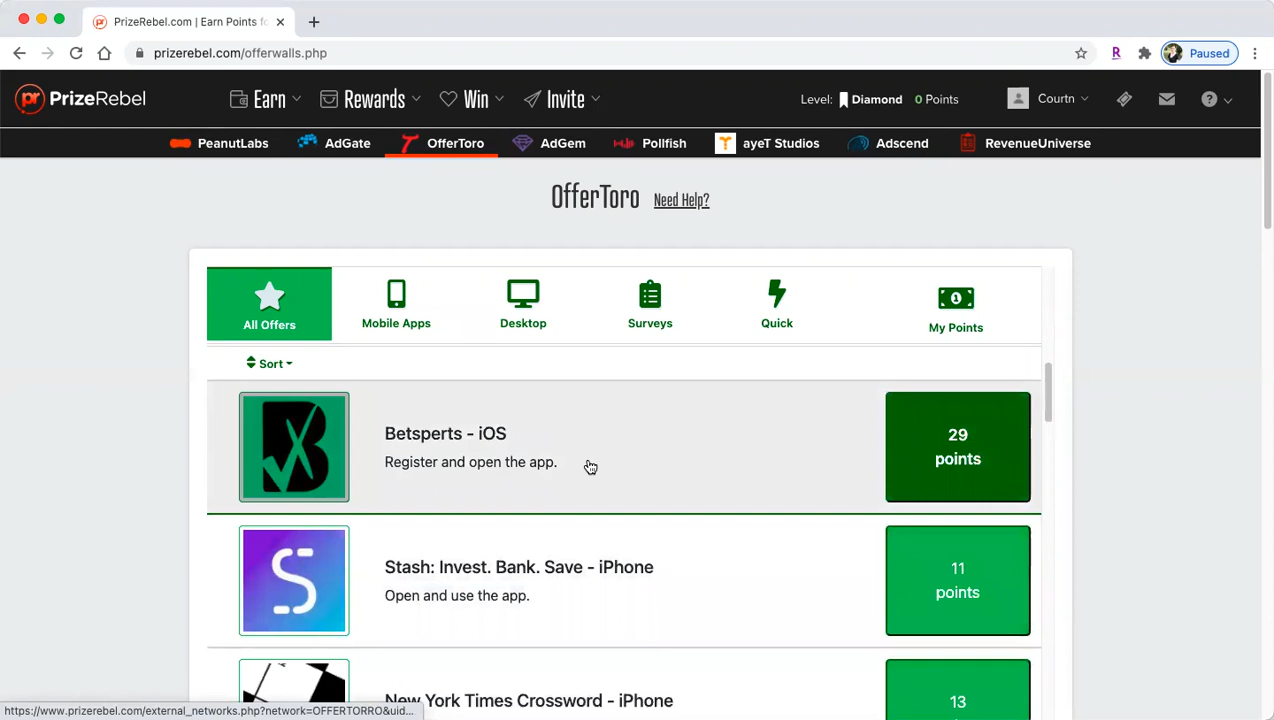 PrizeRebel.com | Earn Points fo
prizerebel.com/offerwalls.php
R
Paused
pr PrizeRebel
Earn
Rewards
Win
Invite
Level: Diamond 0 Points
Courtn
PeanutLabs
AdGate
OfferToro
AdGem
Pollfish
ayeT Studios
Adscend
RevenueUniverse
OfferToro Need Help?
All Offers
Mobile Apps
Desktop
Surveys
Quick
My Points
Sort
Betsperts - iOS
Register and open the app.
29
points
Stash: Invest. Bank. Save - iPhone
Open and use the app.
11
points
New York Times Crossword - iPhone
13
https://www.prizerebel.com/external_networks.php?network=OFFERTORRO&uid...